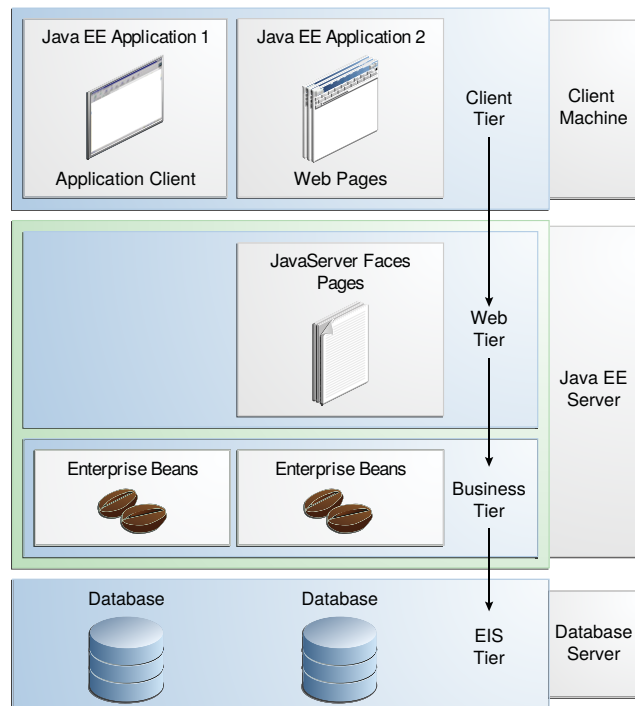 Java EE Application 1
Java EE Application 2
Application Client
Web Pages
Client
Tier
Client
Machine
JavaServer Faces
Pages
Web
Tier
Java EE
Server
Enterprise Beans
Enterprise Beans
Business
Tier
Database
Database
EIS
Tier
Database
Server